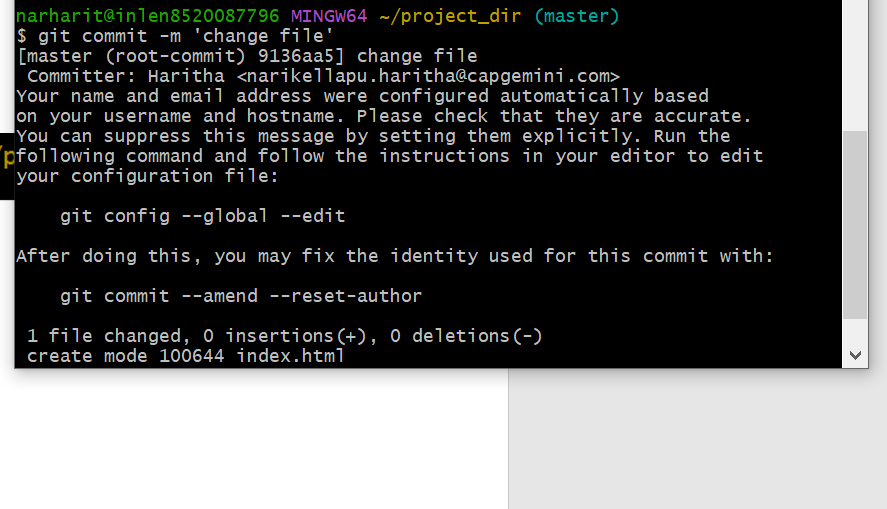 narharit@inlen8520087796 MINGW64 ~/project_dir (master)
$ git commit -m 'change file'
[master (root-commit) 9136aa5] change file
 Committer: Haritha <narikellapu.haritha@capgemini.com>
Your name and email address were configured automatically based
on your username and hostname. Please check that they are accurate.
You can suppress this message by setting them explicitly. Run the
following command and follow the instructions in your editor to edit
your configuration file:

    git config --global --edit

After doing this, you may fix the identity used for this commit with:

    git commit --amend --reset-author

 1 file changed, 0 insertions(+), 0 deletions(-)
 create mode 100644 index.html